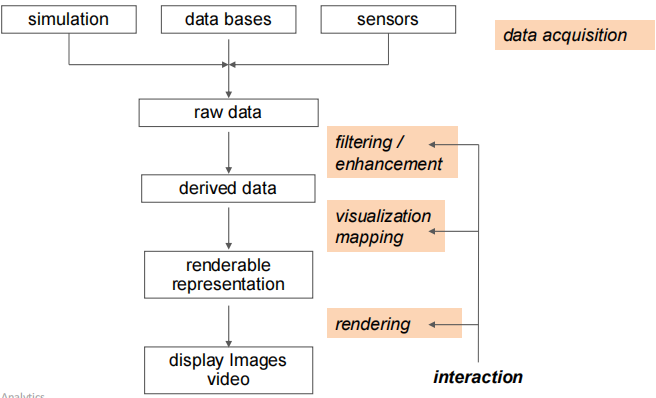 simulation
data bases
sensors
data acquisition
raw data
filtering /
enhancement
derived data
visualization
mapping
renderable
representation
rendering
display Images
video
interaction
Analytics